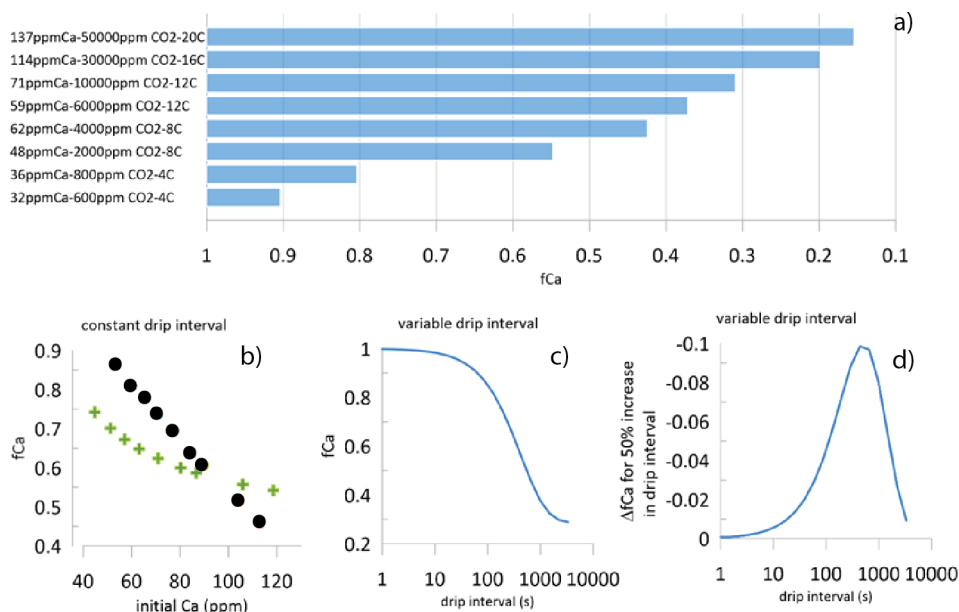 a)
137ppmCa-50000ppm CO2-20C
114ppmCa-30000ppm CO2-16C
71ppmCa-10000ppm CO2-12C
59ppmCa-6000ppm CO2-12C
62ppmCa-4000ppm CO2-8C
48ppmCa-2000ppm CO2-8C
36ppmCa-800ppm CO2-4C
32ppmCa-600ppm CO2-4C
1 0.9 0.8 0.7 0.6 0.5 0.4 0.3 0.2 0.1
fCa
constant drip interval
b)
0.9
0.8
0.7
0.6
0.5
0.4
fCa
40 60 80 100 120
initial Ca (ppm)
variable drip interval
c)
1
0.8
0.6
0.4
0.2
fCa
1 10 100 1000 10000
drip interval (s)
variable drip interval
d)
-0.1
-0.08
-0.06
-0.04
-0.02
0
ΔfCa for 50% increase
in drip interval
1 10 100 1000 10000
drip interval (s)